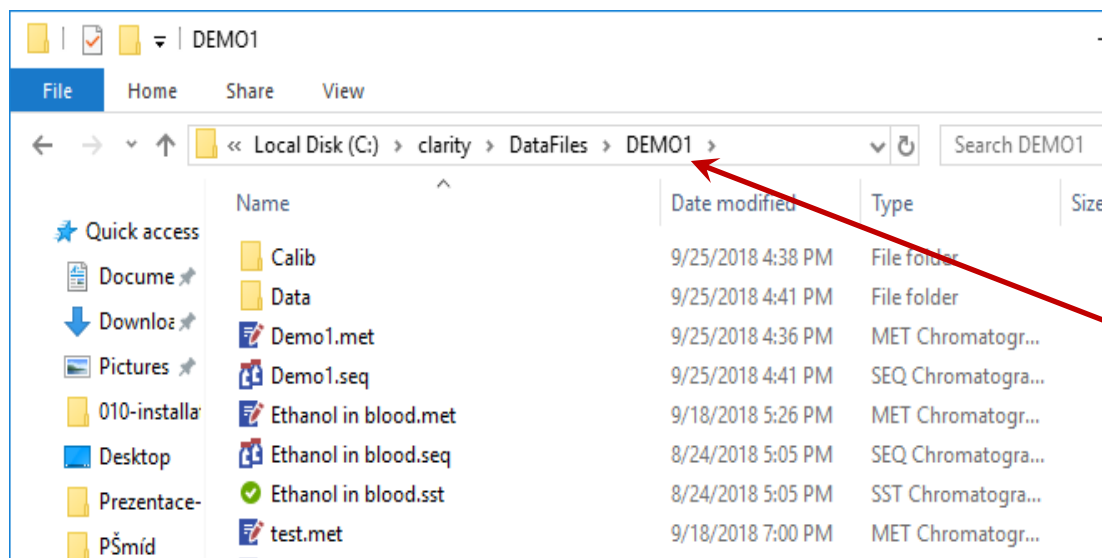 DEMO1
File Home Share View
« Local Disk (C:) › clarity › DataFiles › DEMO1 › Search DEMO1
Name Date modified Type Size
Quick access
Calib 9/25/2018 4:38 PM File folder
Docume
Data 9/25/2018 4:41 PM File folder
Downloa
Demo1.met 9/25/2018 4:36 PM MET Chromatogr...
Pictures
Demo1.seq 9/25/2018 4:41 PM SEQ Chromatogra...
010-installa
Ethanol in blood.met 9/18/2018 5:26 PM MET Chromatogr...
Desktop
Ethanol in blood.seq 8/24/2018 5:05 PM SEQ Chromatogra...
Prezentace-
Ethanol in blood.sst 8/24/2018 5:05 PM SST Chromatogra...
PŠmíd
test.met 9/18/2018 7:00 PM MET Chromatogr...